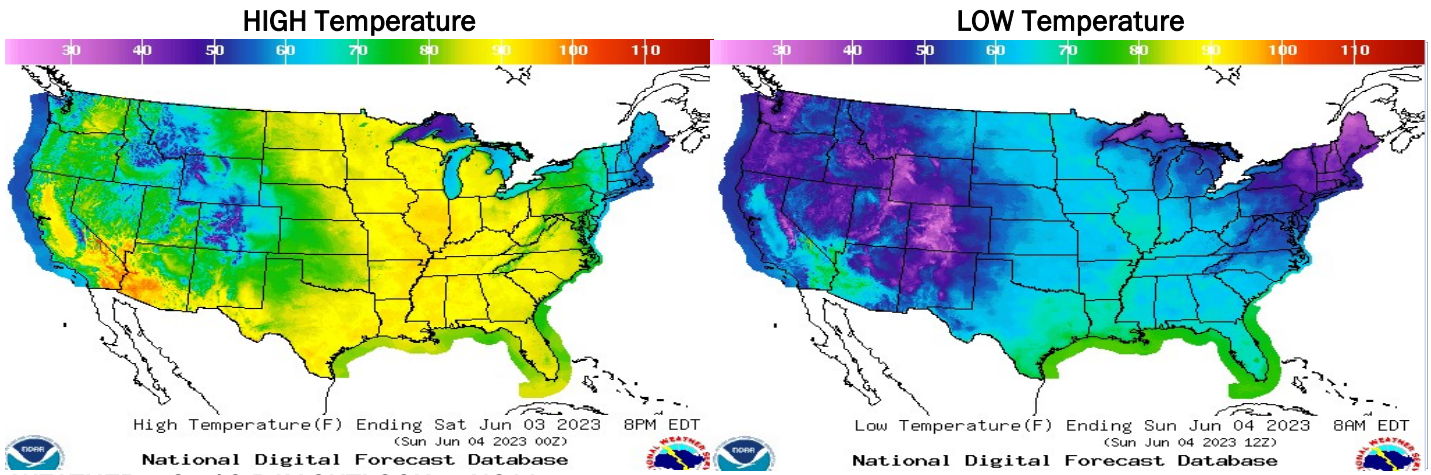 HIGH Temperature
30 40 50 60 70 80 90 100 110
High Temperature(F) Ending Sat Jun 03 2023 8PM EDT
(Sun Jun 04 2023 00Z)
National Digital Forecast Database
noaa
LOW Temperature
30 40 50 60 70 80 90 100 110
Low Temperature(F) Ending Sun Jun 04 2023 8AM EDT
(Sun Jun 04 2023 12Z)
National Digital Forecast Database
noaa